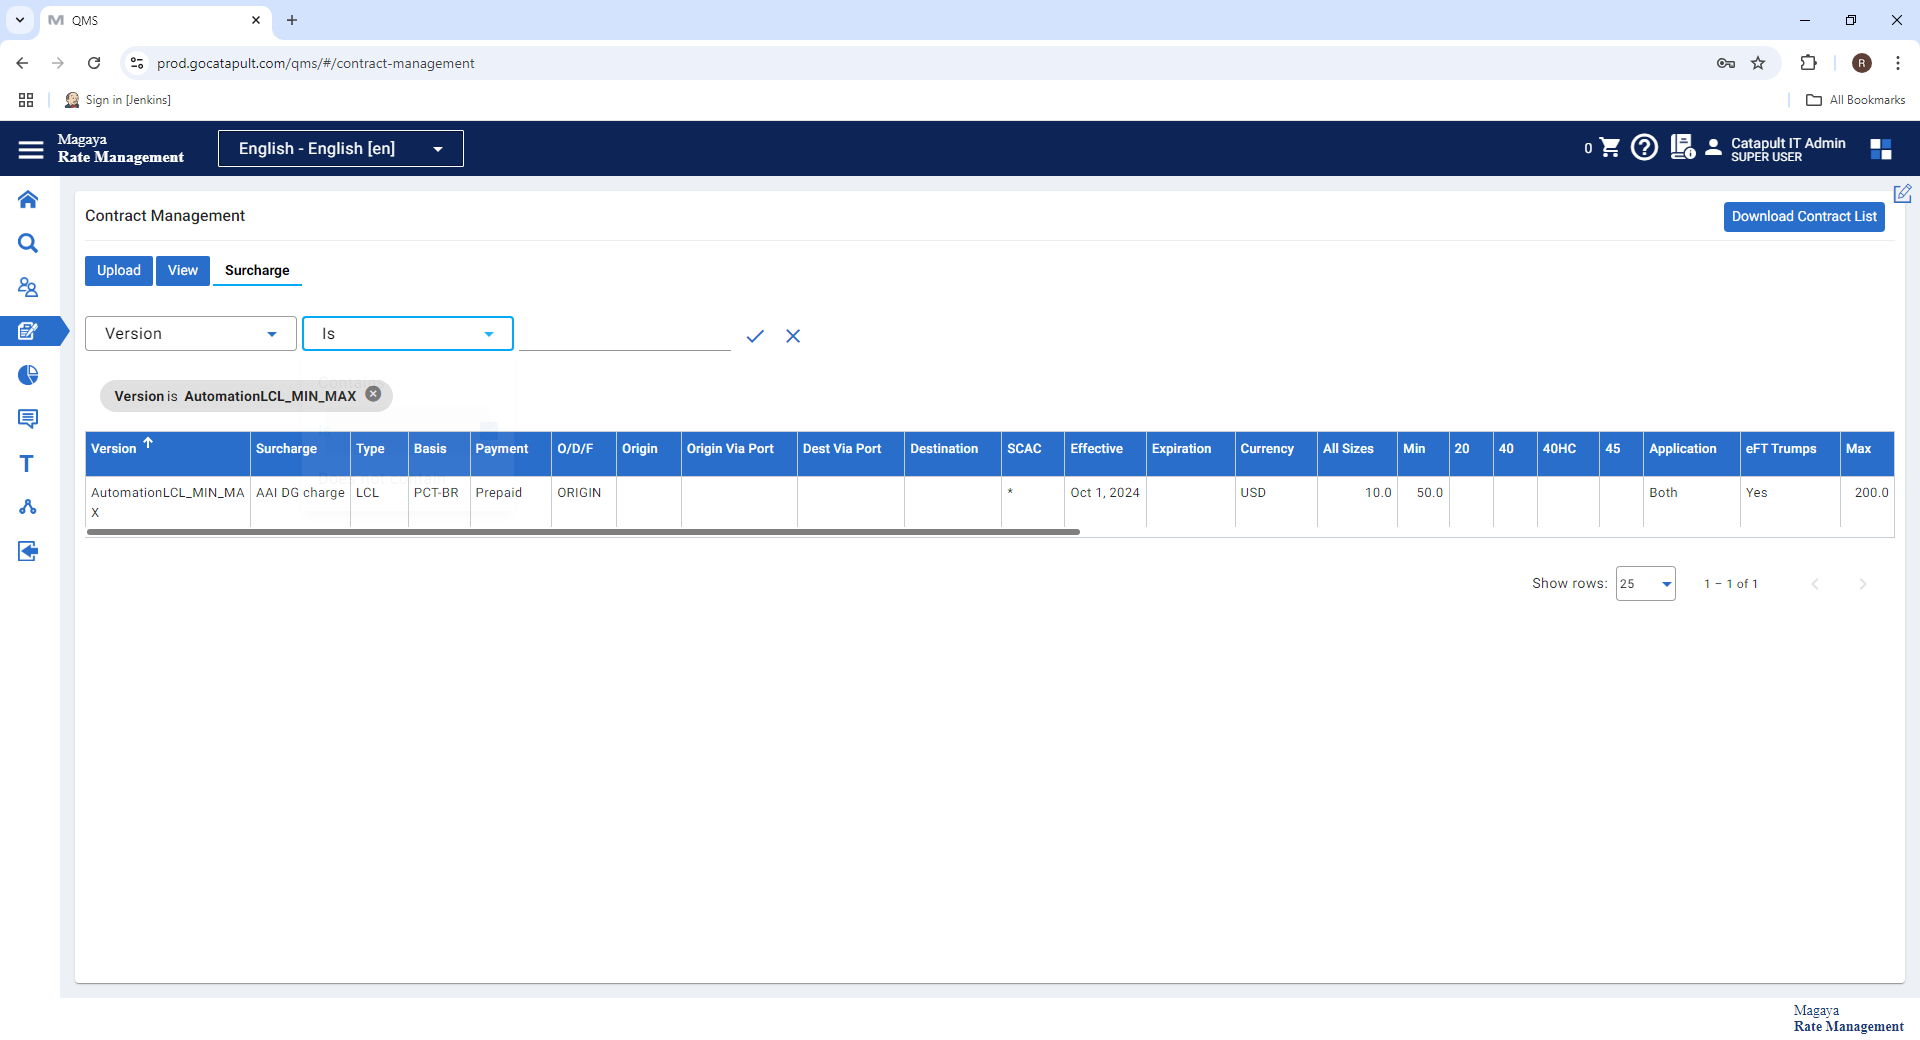 QMS
prod.gocatapult.com/qms/#/contract-management
R
Sign in [Jenkins]
All Bookmarks
Magaya
Rate Management
English - English [en]
0
Catapult IT Admin
SUPER USER
Contract Management
Download Contract List
Upload View Surcharge
Version Is
Version is AutomationLCL_MIN_MAX
Version Surcharge Type Basis Payment O/D/F Origin Origin Via Port Dest Via Port Destination SCAC Effective Expiration Currency All Sizes Min 20 40 40HC 45 Application eFT Trumps Max
AutomationLCL_MIN_MA AAI DG charge LCL PCT-BR Prepaid ORIGIN * Oct 1, 2024 USD 10.0 50.0 Both Yes 200.0
X
Show rows: 25 1 – 1 of 1
T
Magaya
Rate Management